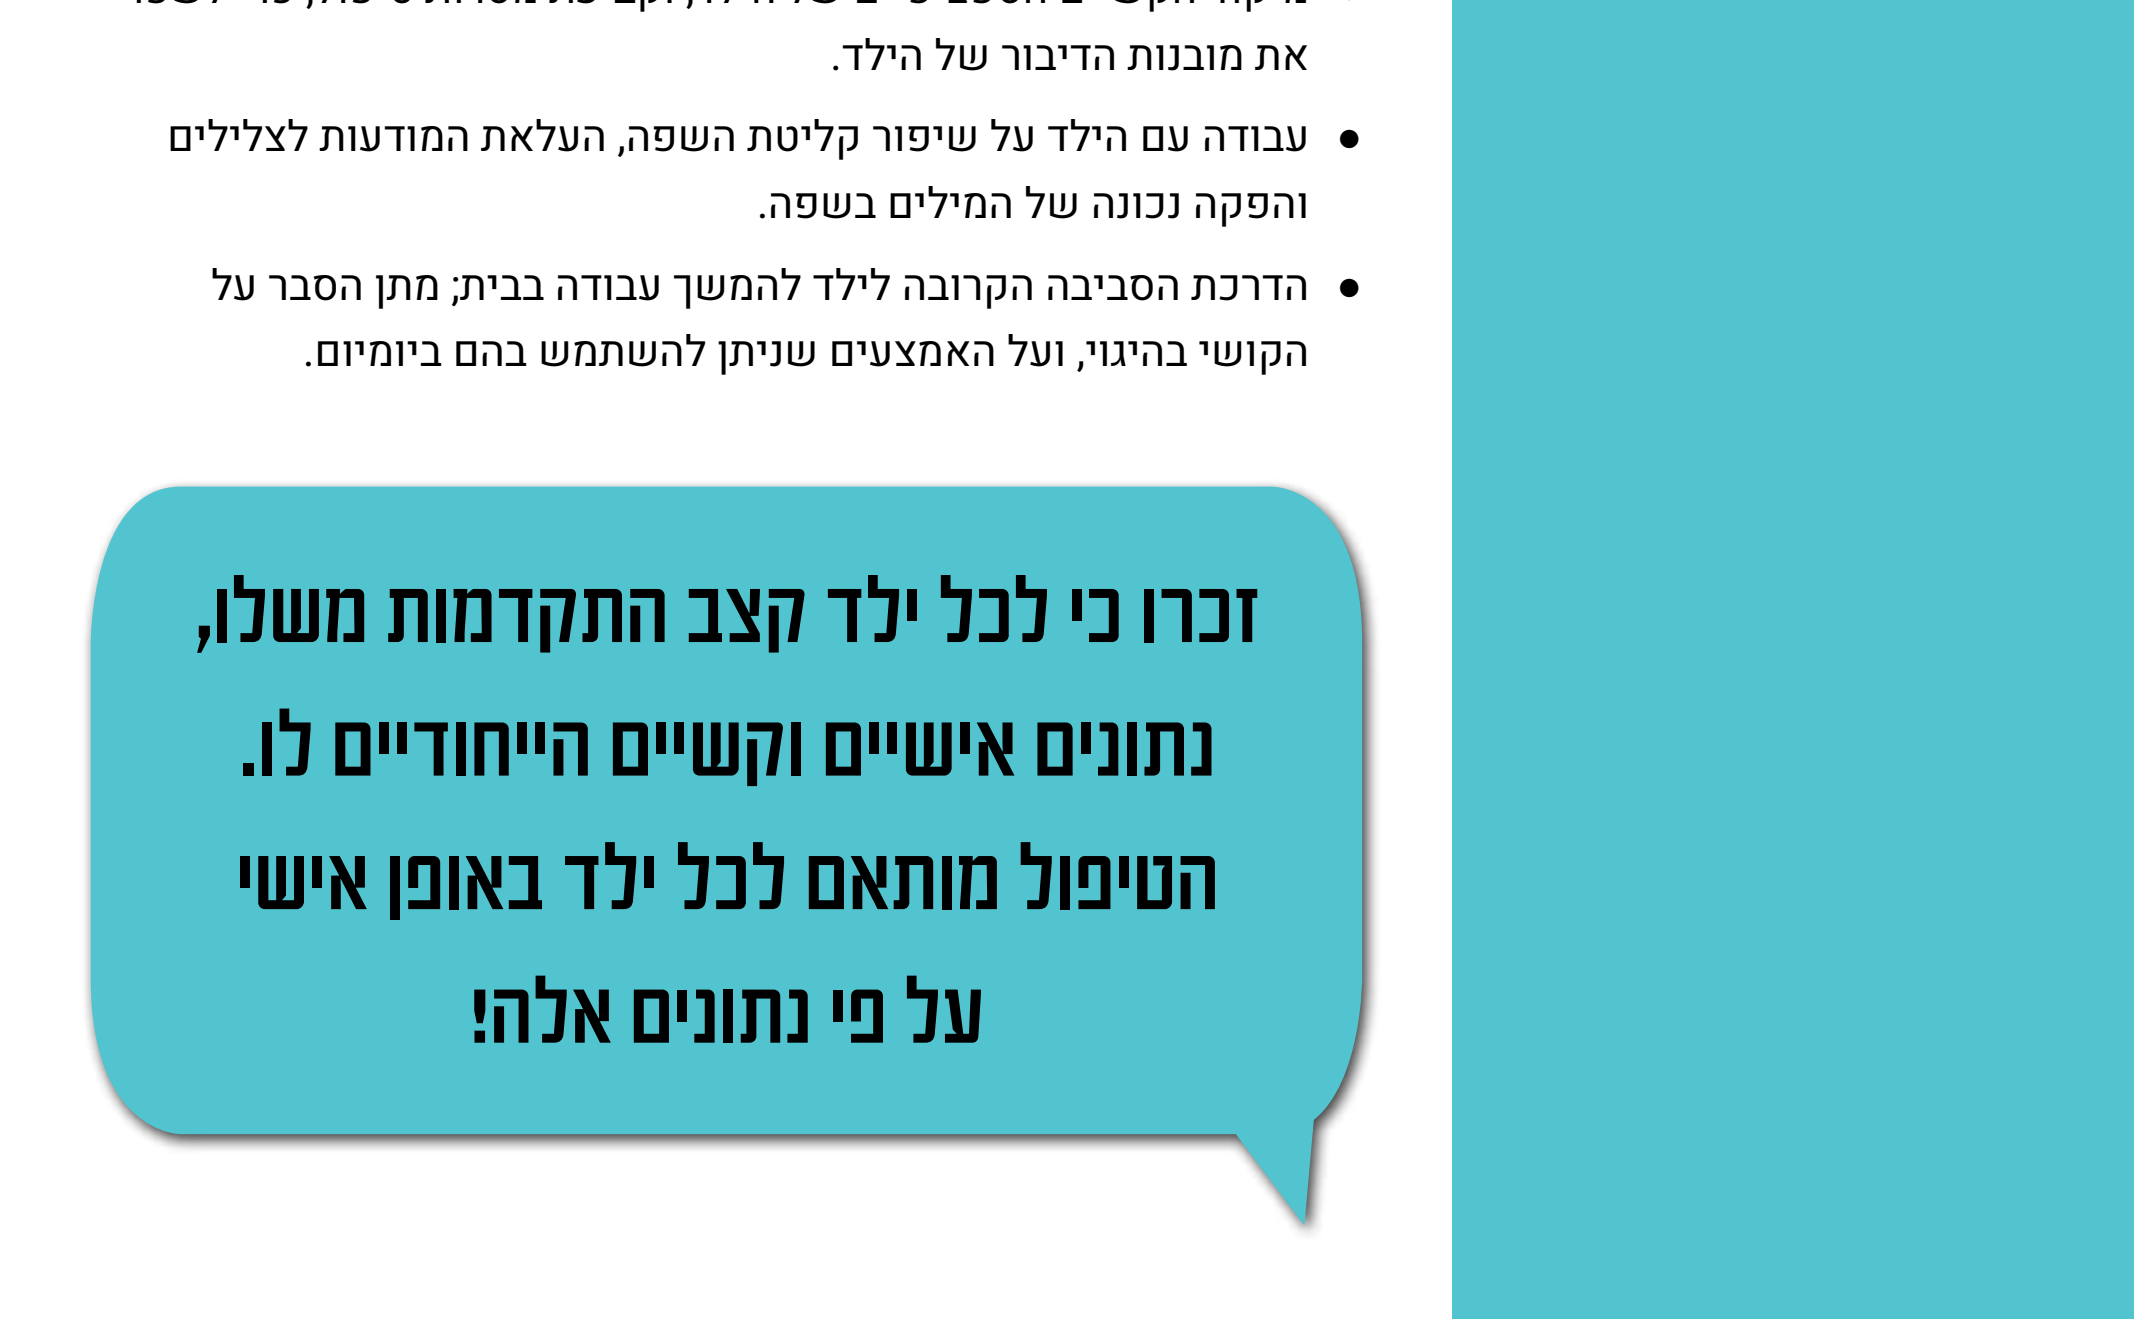 את מובנות הדיבור של הילד.
● עבודה עם הילד על שיפור קליטת השפה, העלאת המודעות לצלילים
והפקה נכונה של המילים בשפה.
● הדרכת הסביבה הקרובה לילד להמשך עבודה בבית; מתן הסבר על
הקושי בהיגוי, ועל האמצעים שניתן להשתמש בהם ביומיום.
זכרו כי לכל ילד קצב התקדמות משלו,
נתונים אישיים וקשיים הייחודיים לו.
הטיפול מותאם לכל ילד באופן אישי
על פי נתונים אלה!